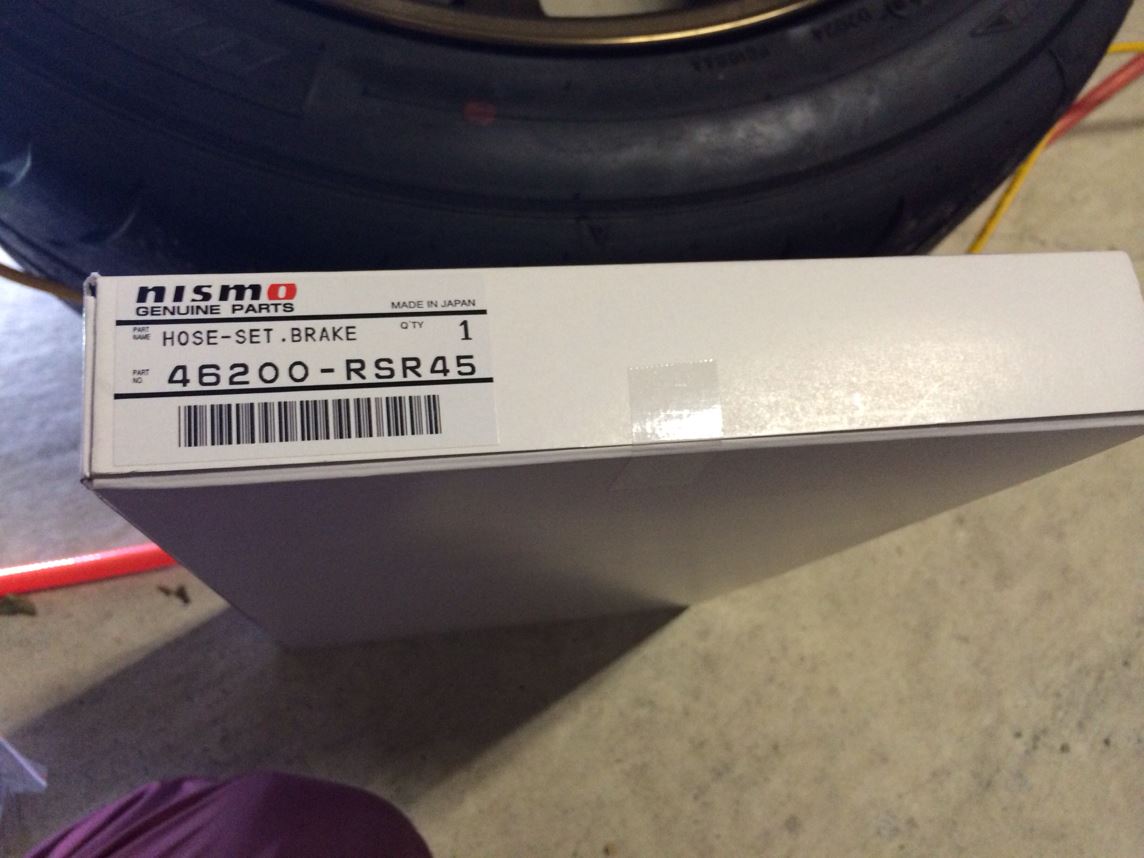 nismo
GENUINE PARTS
MADE IN JAPAN
PART NAME HOSE-SET.BRAKE Q'TY 1
PART NO. 46200-RSR45